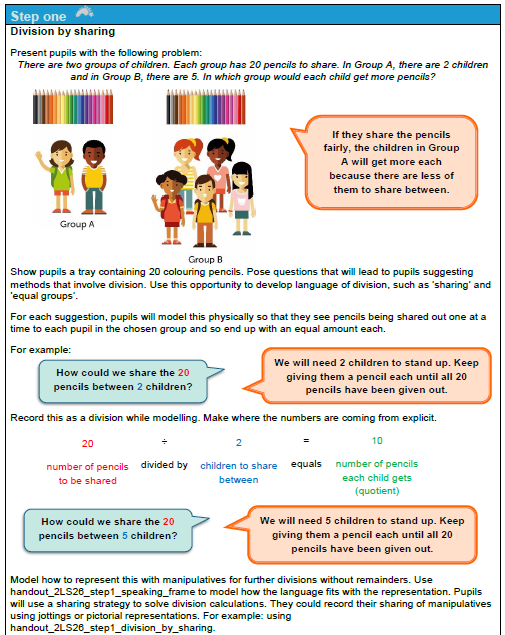 Step one
Division by sharing
Present pupils with the following problem:
There are two groups of children. Each group has 20 pencils to share. In Group A, there are 2 children
and in Group B, there are 5. In which group would each child get more pencils?
If they share the pencils
fairly, the children in Group
A will get more each
because there are less of
them to share between.
Group A
Group B
Show pupils a tray containing 20 colouring pencils. Pose questions that will lead to pupils suggesting
methods that involve division. Use this opportunity to develop language of division, such as 'sharing' and
'equal groups'.
For each suggestion, pupils will model this physically so that they see pencils being shared out one at a
time to each pupil in the chosen group and so end up with an equal amount each.
For example:
How could we share the 20
pencils between 2 children?
We will need 2 children to stand up. Keep
giving them a pencil each until all 20
pencils have been given out.
Record this as a division while modelling. Make where the numbers are coming from explicit.
20 ÷ 2 = 10
number of pencils divided by children to share equals number of pencils
to be shared between each child gets
(quotient)
How could we share the 20
pencils between 5 children?
We will need 5 children to stand up. Keep
giving them a pencil each until all 20
pencils have been given out.
Model how to represent this with manipulatives for further divisions without remainders. Use
handout_2LS26_step1_speaking_frame to model how the language fits with the representation. Pupils
will use a sharing strategy to solve division calculations. They could record their sharing of manipulatives
using jottings or pictorial representations. For example: using
handout_2LS26_step1_division_by_sharing.